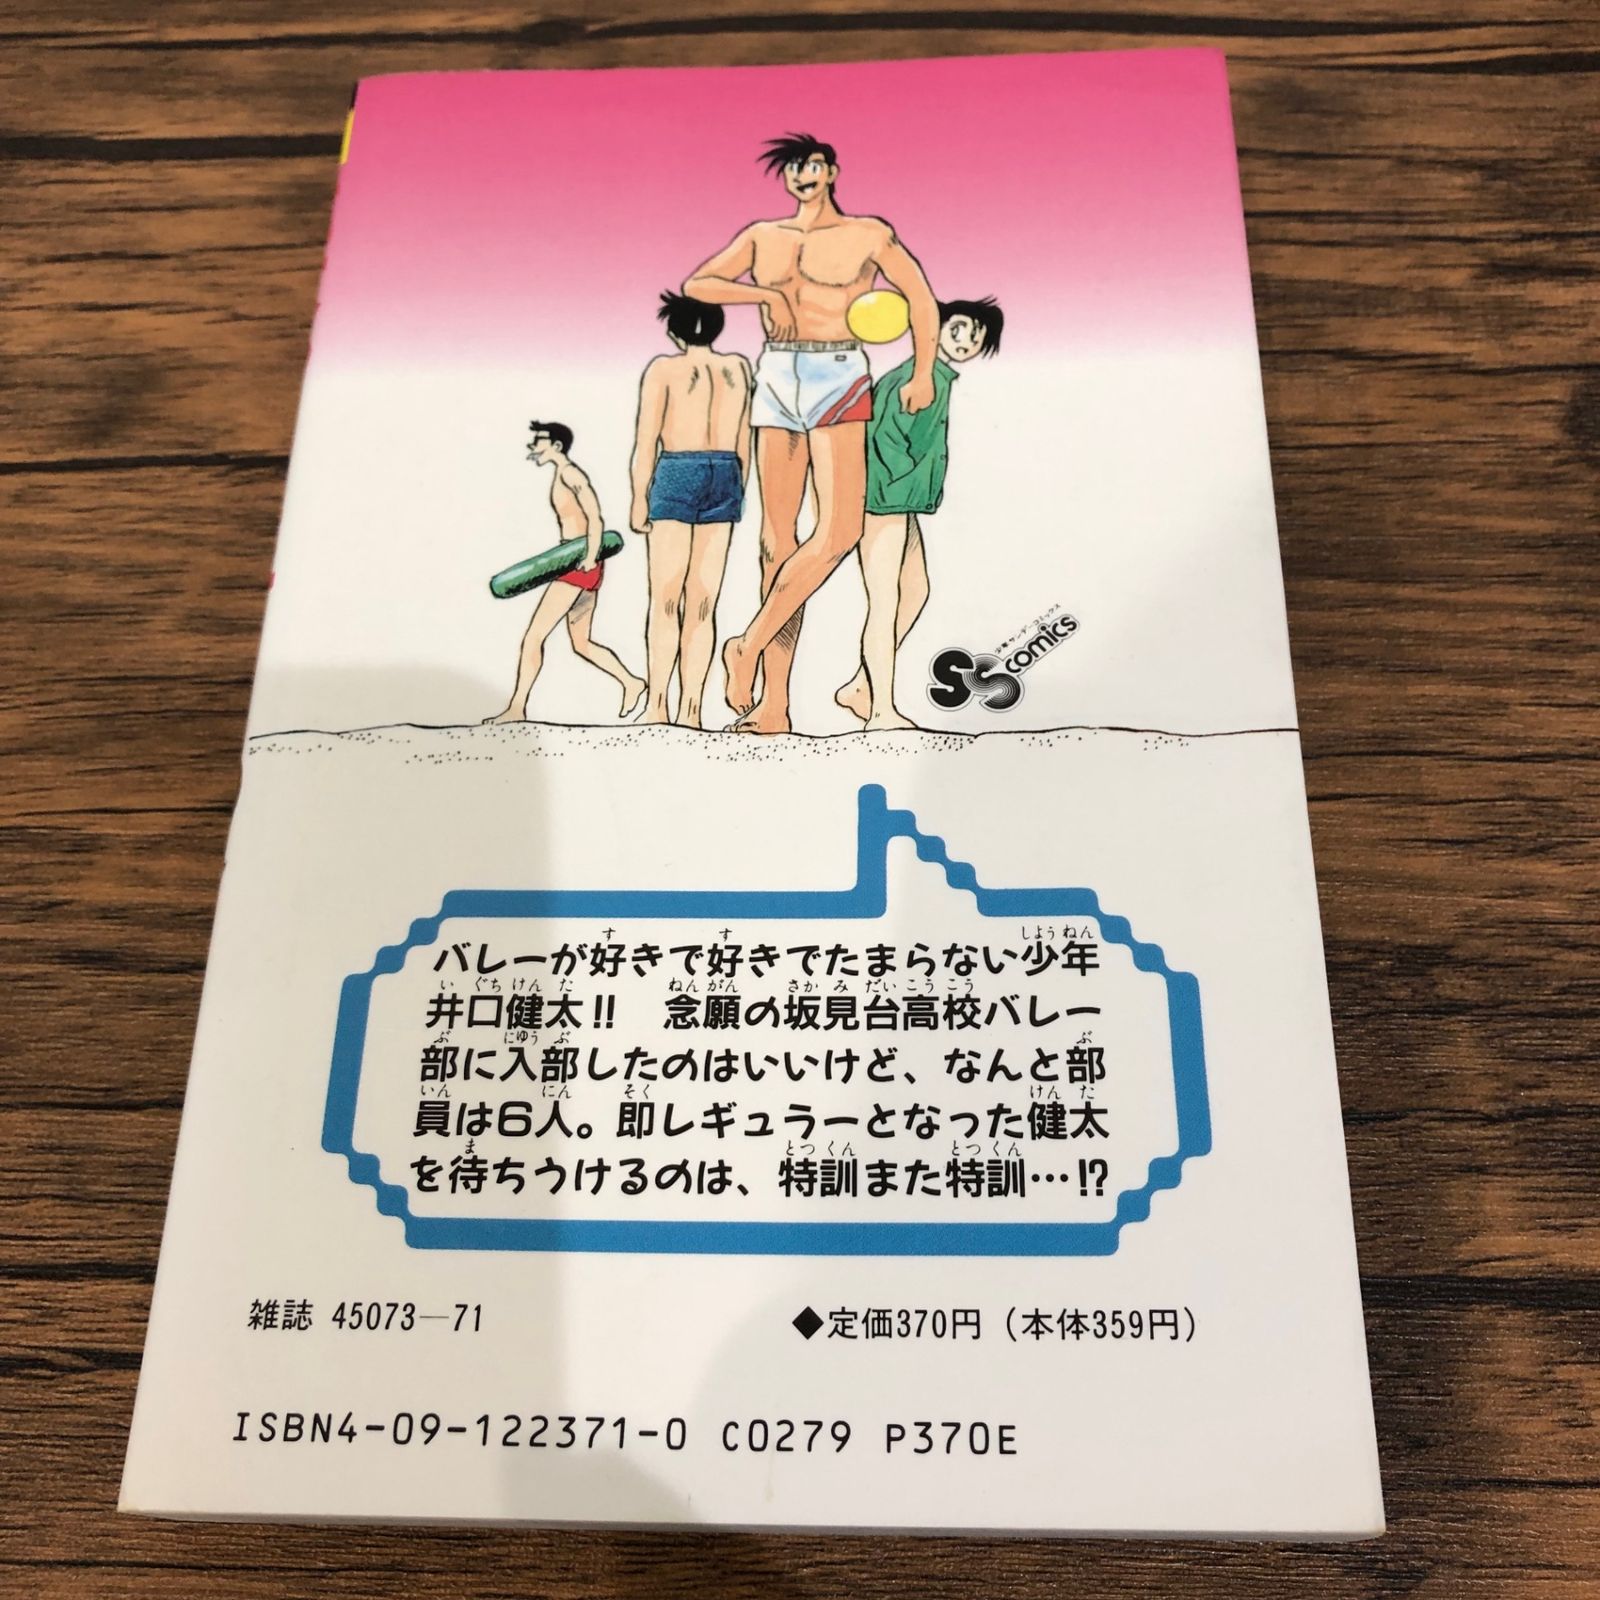 少年サンデーコミックス
SS comics
バレーが好きで好きでたまらない少年
井口健太!!　念願の坂見台高校バレー
部に入部したのはいいけど、なんと部
員は6人。即レギュラーとなった健太
を待ちうけるのは、特訓また特訓…!?
雑誌 45073—71
◆定価370円（本体359円）
ISBN4-09-122371-0 C0279 P370E